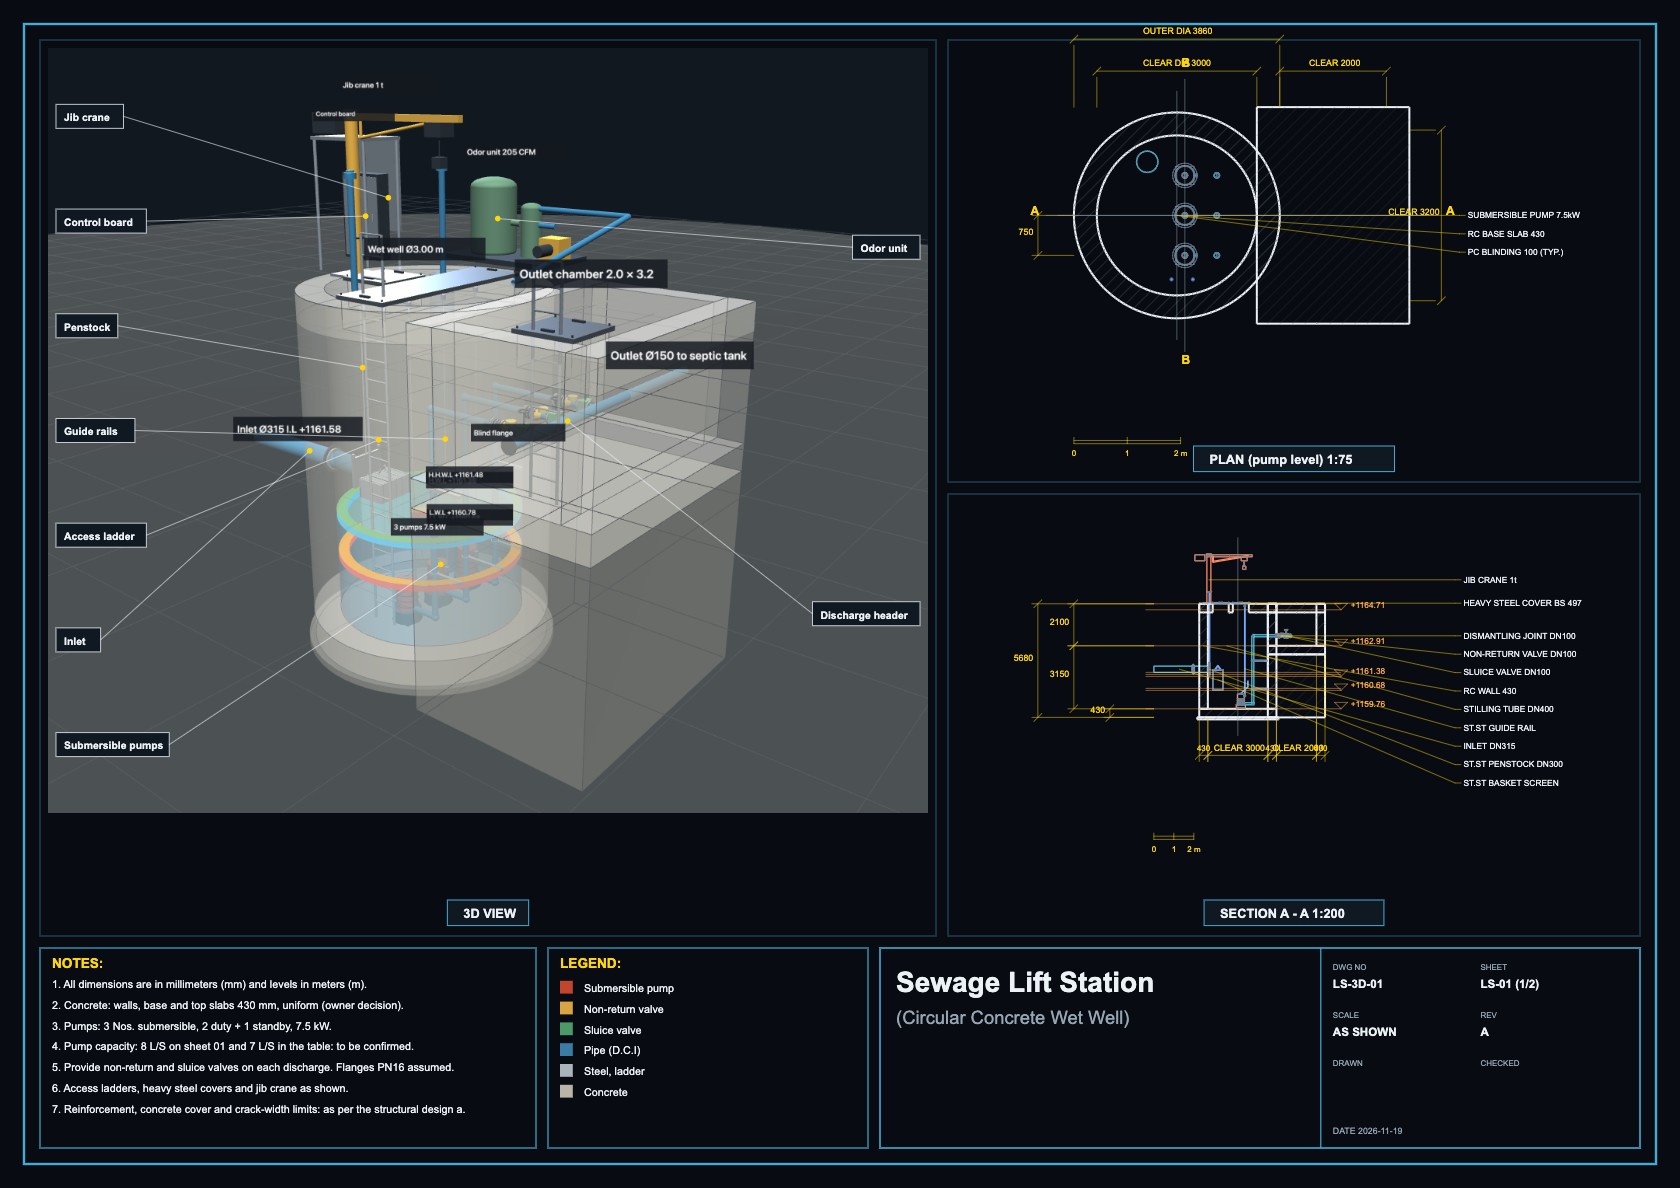 Jib crane 1 t
Jib crane
Control board
Odor unit 205 CFM
Control board
Wet well Ø3.00 m
Odor unit
Outlet chamber 2.0 × 3.2
Penstock
Outlet Ø150 to septic tank
Guide rails
Inlet Ø315 I.L +1161.58
Blind flange
H.H.W.L +1161.48
L.W.L +1160.78
3 pumps 7.5 kW
Access ladder
Discharge header
Inlet
Submersible pumps
3D VIEW
OUTER DIA 3860
CLEAR DIA 3000
B
CLEAR 2000
A
CLEAR 3200
A
750
SUBMERSIBLE PUMP 7.5kW
RC BASE SLAB 430
PC BLINDING 100 (TYP.)
B
0 1 2 m
PLAN (pump level) 1:75
JIB CRANE 1t
+1164.71
HEAVY STEEL COVER BS 497
2100
+1162.91
DISMANTLING JOINT DN100
5680
NON-RETURN VALVE DN100
3150
+1161.38
SLUICE VALVE DN100
+1160.68
RC WALL 430
+1159.76
STILLING TUBE DN400
430
ST.ST GUIDE RAIL
430 CLEAR 3000 430 CLEAR 2000
INLET DN315
ST.ST PENSTOCK DN300
ST.ST BASKET SCREEN
0 1 2 m
SECTION A - A 1:200
NOTES:
1. All dimensions are in millimeters (mm) and levels in meters (m).
2. Concrete: walls, base and top slabs 430 mm, uniform (owner decision).
3. Pumps: 3 Nos. submersible, 2 duty + 1 standby, 7.5 kW.
4. Pump capacity: 8 L/S on sheet 01 and 7 L/S in the table: to be confirmed.
5. Provide non-return and sluice valves on each discharge. Flanges PN16 assumed.
6. Access ladders, heavy steel covers and jib crane as shown.
7. Reinforcement, concrete cover and crack-width limits: as per the structural design a.
LEGEND:
Submersible pump
Non-return valve
Sluice valve
Pipe (D.C.I)
Steel, ladder
Concrete
Sewage Lift Station
(Circular Concrete Wet Well)
DWG NO
LS-3D-01
SHEET
LS-01 (1/2)
SCALE
AS SHOWN
REV
A
DRAWN
CHECKED
DATE 2026-11-19